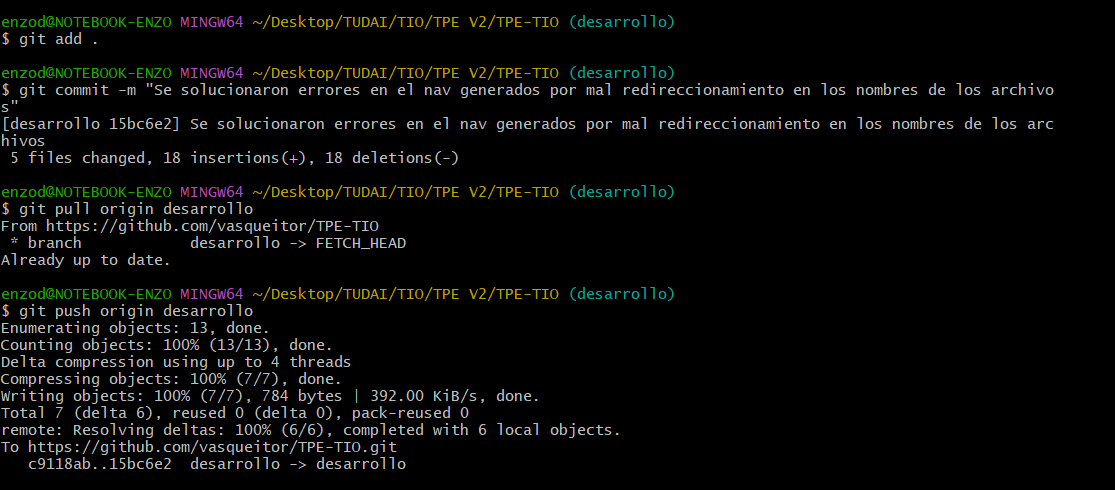 enzod@NOTEBOOK-ENZO MINGW64 ~/Desktop/TUDAI/TIO/TPE V2/TPE-TIO (desarrollo)
$ git add .
enzod@NOTEBOOK-ENZO MINGW64 ~/Desktop/TUDAI/TIO/TPE V2/TPE-TIO (desarrollo)
$ git commit -m "Se solucionaron errores en el nav generados por mal redireccionamiento en los nombres de los archivo
s"
[desarrollo 15bc6e2] Se solucionaron errores en el nav generados por mal redireccionamiento en los nombres de los arc
hivos
 5 files changed, 18 insertions(+), 18 deletions(-)
enzod@NOTEBOOK-ENZO MINGW64 ~/Desktop/TUDAI/TIO/TPE V2/TPE-TIO (desarrollo)
$ git pull origin desarrollo
From https://github.com/vasqueitor/TPE-TIO
 * branch            desarrollo -> FETCH_HEAD
Already up to date.
enzod@NOTEBOOK-ENZO MINGW64 ~/Desktop/TUDAI/TIO/TPE V2/TPE-TIO (desarrollo)
$ git push origin desarrollo
Enumerating objects: 13, done.
Counting objects: 100% (13/13), done.
Delta compression using up to 4 threads
Compressing objects: 100% (7/7), done.
Writing objects: 100% (7/7), 784 bytes | 392.00 KiB/s, done.
Total 7 (delta 6), reused 0 (delta 0), pack-reused 0
remote: Resolving deltas: 100% (6/6), completed with 6 local objects.
To https://github.com/vasqueitor/TPE-TIO.git
   c9118ab..15bc6e2  desarrollo -> desarrollo